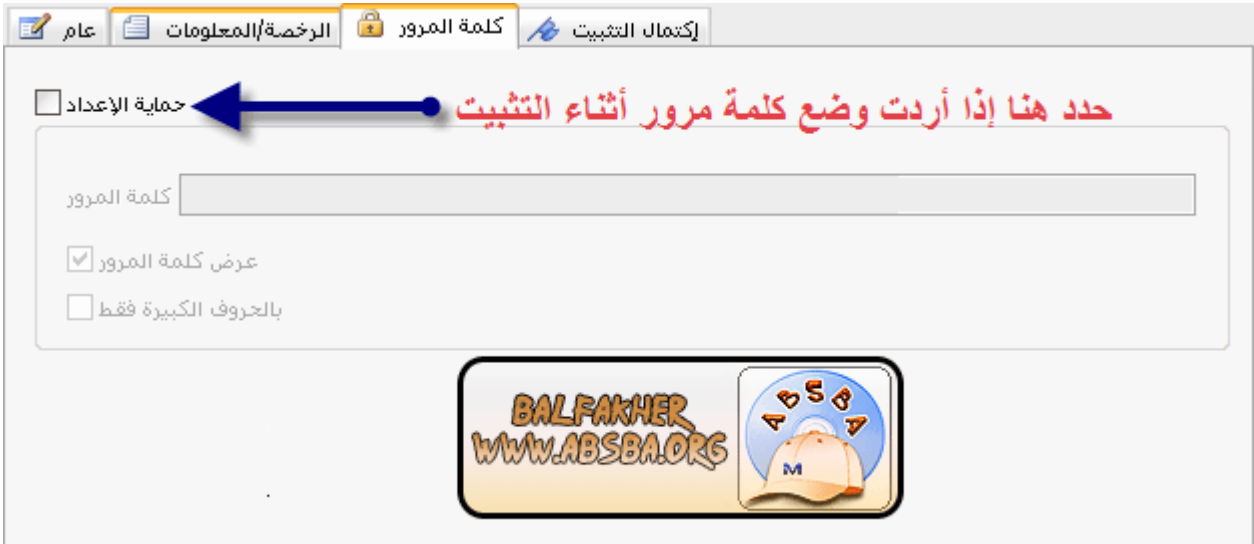 عام
الرخصة/المعلومات
كلمة المرور
إكتمال التثبيت
حماية الإعداد
حدد هنا إذا أردت وضع كلمة مرور أثناء التثبيت
كلمة المرور
عرض كلمة المرور
بالحروف الكبيرة فقط
BALFAKHER
WWW.ABSBA.ORG
ABSBA
M